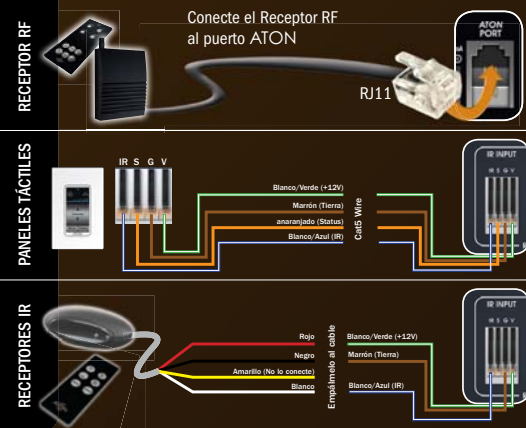 RECEPTOR RF
Conecte el Receptor RF
al puerto ATON
RJ11
ATON
PORT
PANELES TÁCTILES
IR S G V
Blanco/Verde (+12V)
Marrón (Tierra)
anaranjado (Status)
Blanco/Azul (IR)
Cat5 Wire
IR INPUT
IR S G V
RECEPTORES IR
Rojo
Negro
Amarillo (No lo conecte)
Blanco
Empálmelo al cable
Blanco/Verde (+12V)
Marrón (Tierra)
Blanco/Azul (IR)
IR INPUT
IR S G V